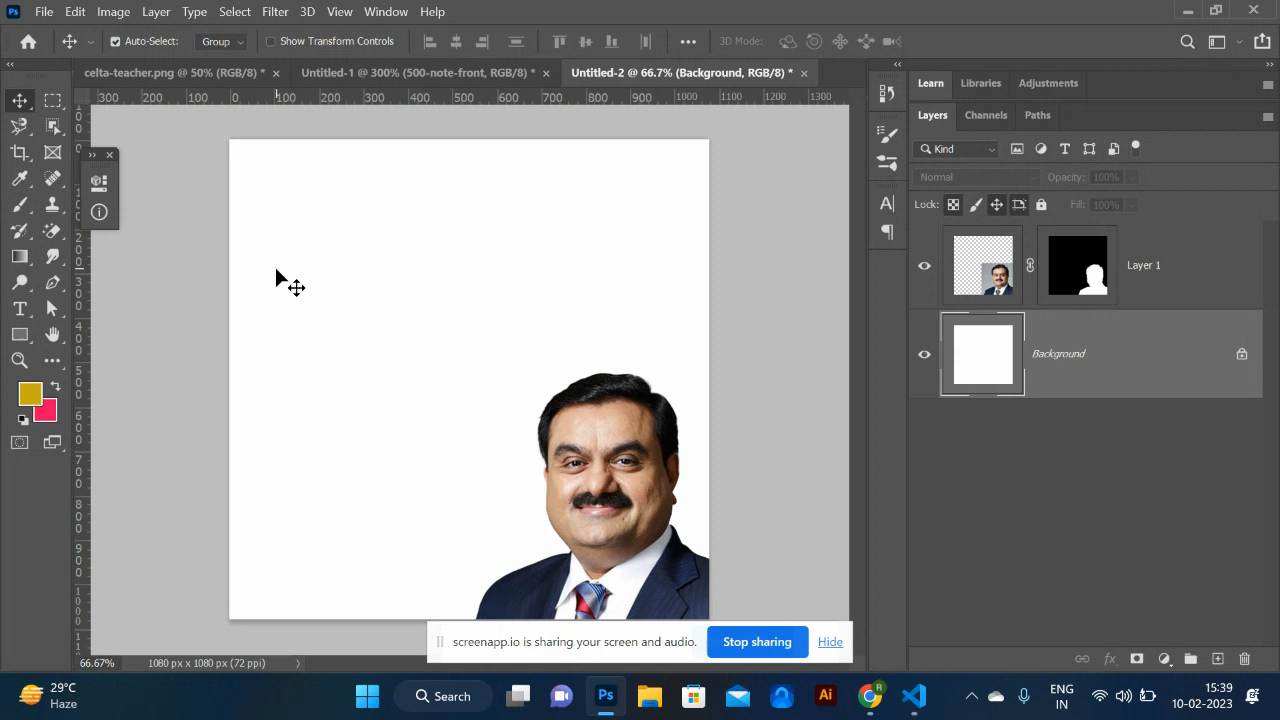 File Edit Image Layer Type Select Filter 3D View Window Help
Auto-Select: Group Show Transform Controls 3D Mode:
celta-teacher.png @ 50% (RGB/8) * × Untitled-1 @ 300% (500-note-front, RGB/8) * × Untitled-2 @ 66.7% (Background, RGB/8) * ×
300 200 100 0 100 200 300 400 500 600 700 800 900 1000 1100 1200 1300
Learn Libraries Adjustments
Layers Channels Paths
Kind
Normal Opacity: 100%
Lock: Fill: 100%
Layer 1
Background
screenapp.io is sharing your screen and audio. Stop sharing Hide
66.67% 1080 px x 1080 px (72 ppi)
29°C
Haze
Search
ENG
IN
15:39
10-02-2023